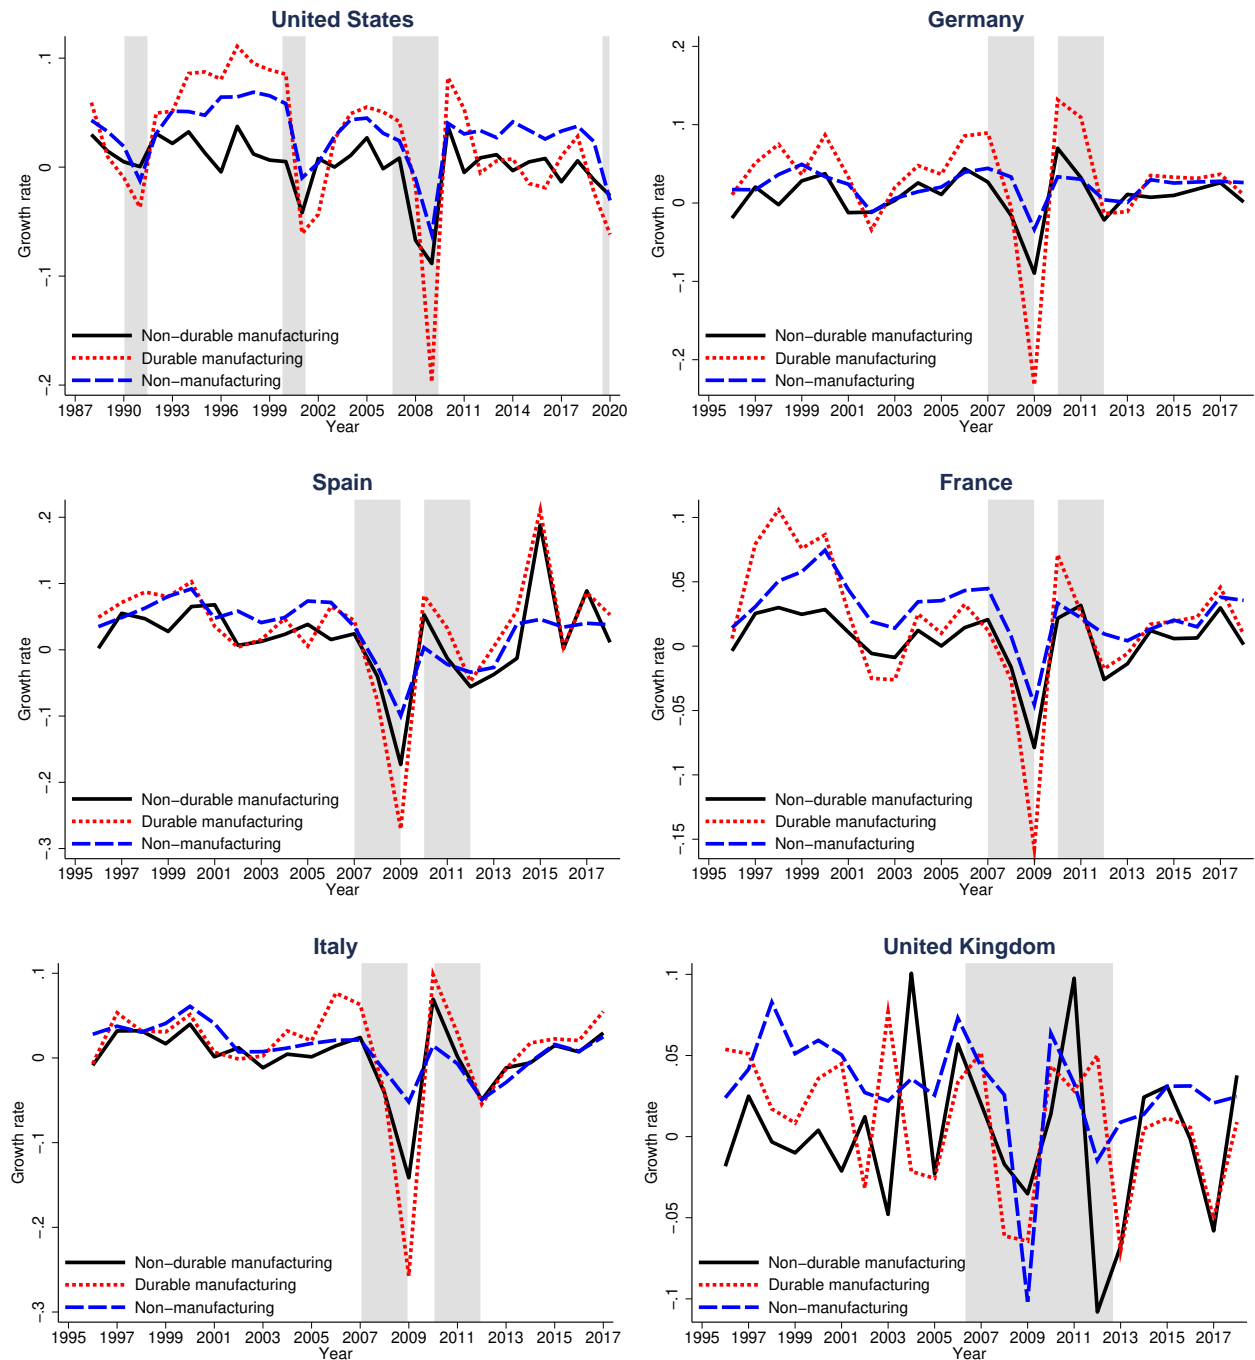 United States
Growth rate
.1
0
-.1
-.2
Non-durable manufacturing
Durable manufacturing
Non-manufacturing
1987 1990 1993 1996 1999 2002 2005 2008 2011 2014 2017 2020
Year
Germany
Growth rate
.2
.1
0
-.1
-.2
Non-durable manufacturing
Durable manufacturing
Non-manufacturing
1995 1997 1999 2001 2003 2005 2007 2009 2011 2013 2015 2017
Year
Spain
Growth rate
.2
.1
0
-.1
-.2
-.3
Non-durable manufacturing
Durable manufacturing
Non-manufacturing
1995 1997 1999 2001 2003 2005 2007 2009 2011 2013 2015 2017
Year
France
Growth rate
.1
.05
0
-.05
-.1
-.15
Non-durable manufacturing
Durable manufacturing
Non-manufacturing
1995 1997 1999 2001 2003 2005 2007 2009 2011 2013 2015 2017
Year
Italy
Growth rate
.1
0
-.1
-.2
-.3
Non-durable manufacturing
Durable manufacturing
Non-manufacturing
1995 1997 1999 2001 2003 2005 2007 2009 2011 2013 2015 2017
Year
United Kingdom
Growth rate
.1
.05
0
-.05
-.1
Non-durable manufacturing
Durable manufacturing
Non-manufacturing
1995 1997 1999 2001 2003 2005 2007 2009 2011 2013 2015 2017
Year